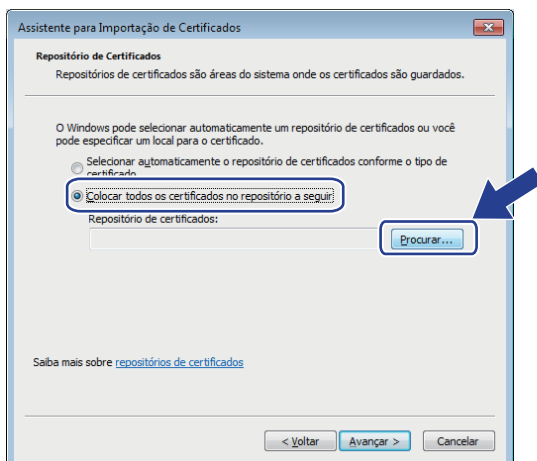 Assistente para Importação de Certificados
Repositório de Certificados
Repositórios de certificados são áreas do sistema onde os certificados são guardados.
O Windows pode selecionar automaticamente um repositório de certificados ou você
pode especificar um local para o certificado.
Selecionar automaticamente o repositório de certificados conforme o tipo de
certificado
Colocar todos os certificados no repositório a seguir
Repositório de certificados:
Procurar...
Saiba mais sobre repositórios de certificados
< Voltar
Avançar >
Cancelar